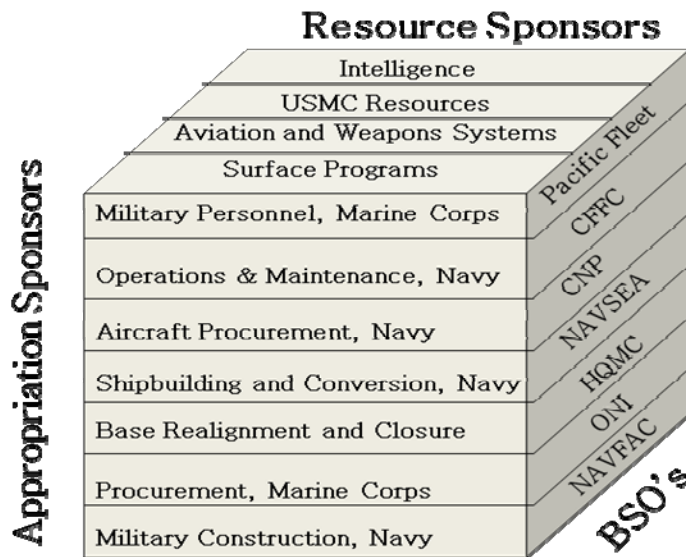 Resource Sponsors
Intelligence
USMC Resources
Aviation and Weapons Systems
Surface Programs
Appropriation Sponsors
Military Personnel, Marine Corps
Operations & Maintenance, Navy
Aircraft Procurement, Navy
Shipbuilding and Conversion, Navy
Base Realignment and Closure
Procurement, Marine Corps
Military Construction, Navy
Pacific Fleet
CFFC
CNP
NAVSEA
HQMC
ONI
NAVFAC
BSO's